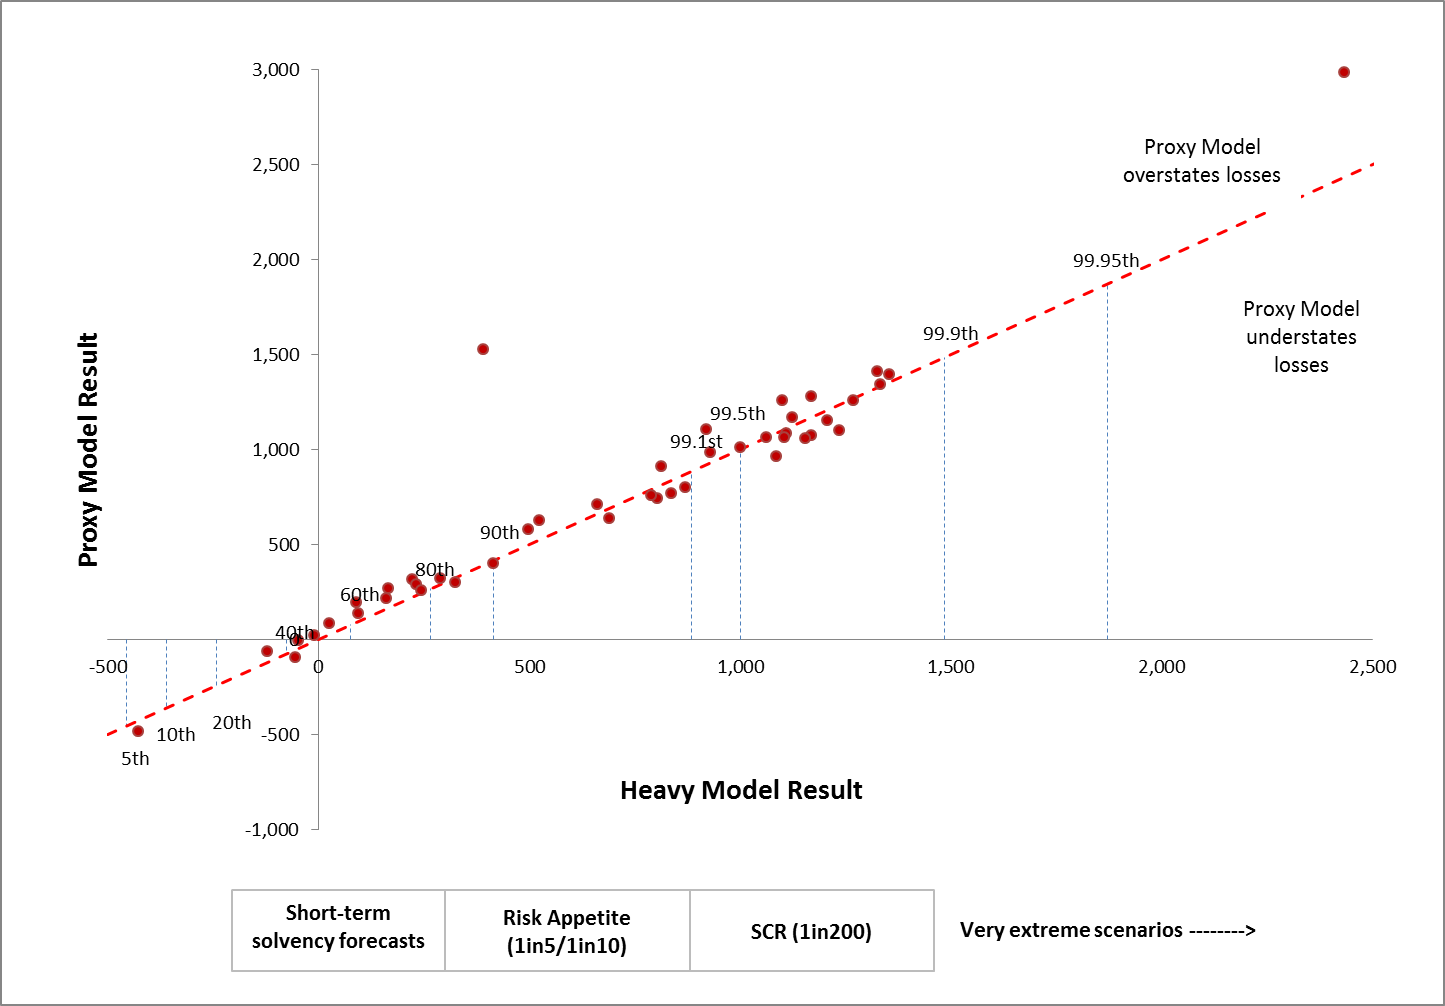 3,000
Proxy Model
overstates losses
2,500
2,000
99.95th
Proxy Model
understates
losses
99.9th
1,500
99.5th
99.1st
1,000
Proxy Model Result
90th
500
80th
60th
40th
0
-500
0
500
1,000
1,500
2,000
2,500
20th
10th
5th
-500
Heavy Model Result
-1,000
Short-term
solvency forecasts
Risk Appetite
(1in5/1in10)
SCR (1in200)
Very extreme scenarios -------->